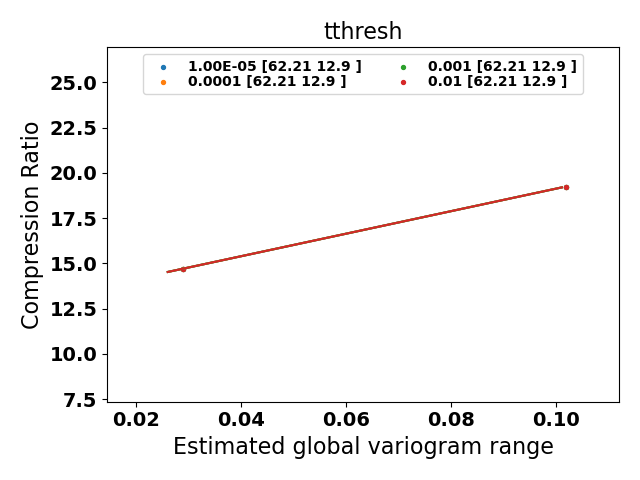 tthresh
1.00E-05 [62.21 12.9 ]
0.0001 [62.21 12.9 ]
0.001 [62.21 12.9 ]
0.01 [62.21 12.9 ]
Compression Ratio
25.0
22.5
20.0
17.5
15.0
12.5
10.0
7.5
0.02 0.04 0.06 0.08 0.10
Estimated global variogram range